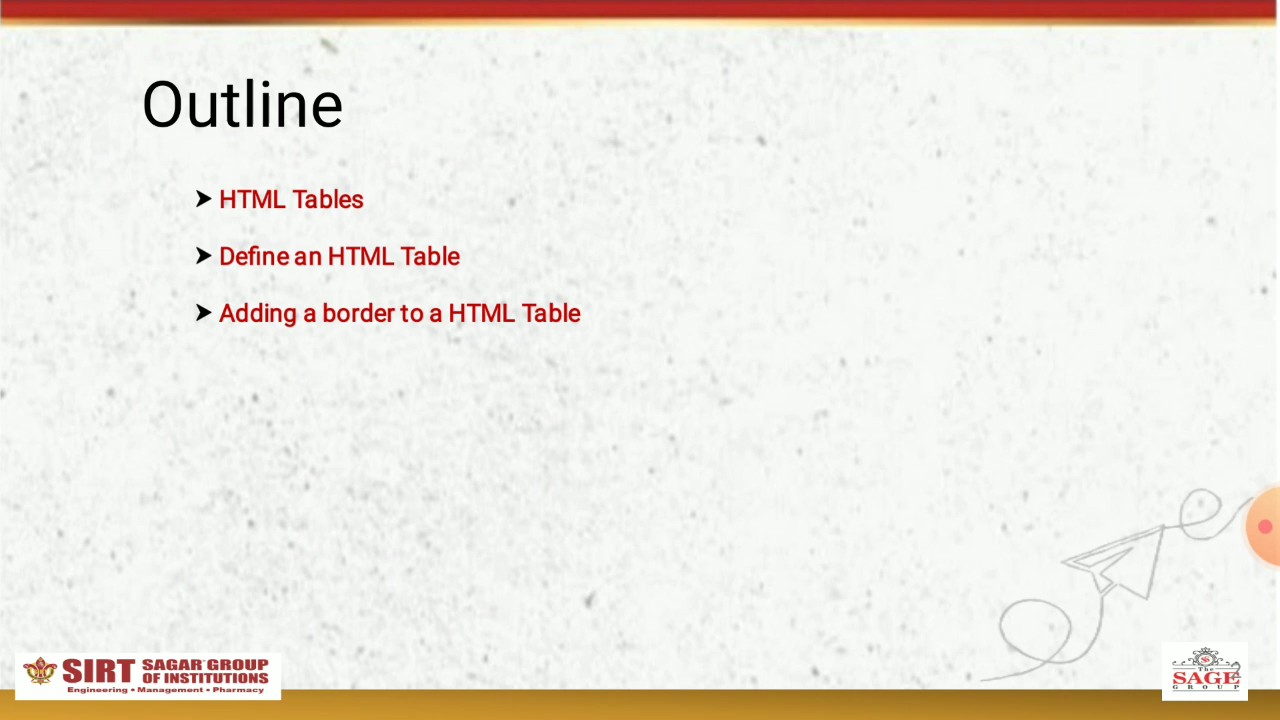 Outline
➤ HTML Tables
➤ Define an HTML Table
➤ Adding a border to a HTML Table
SIRT SAGAR GROUP
OF INSTITUTIONS
Engineering • Management • Pharmacy
The
SAGE
GROUP
2